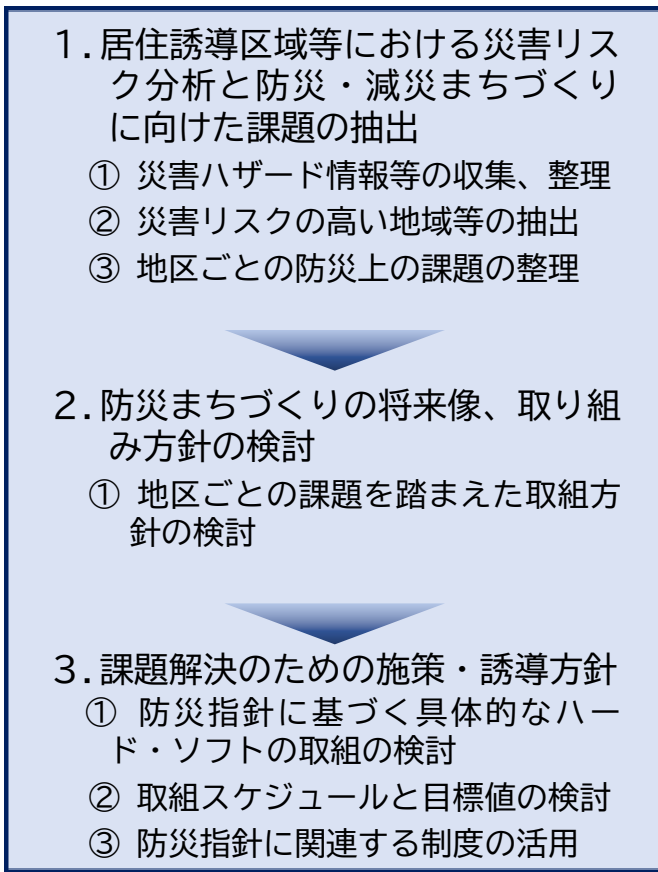 １.居住誘導区域等における災害リス
ク分析と防災・減災まちづくり
に向けた課題の抽出
① 災害ハザード情報等の収集、整理
② 災害リスクの高い地域等の抽出
③ 地区ごとの防災上の課題の整理
２.防災まちづくりの将来像、取り組
み方針の検討
① 地区ごとの課題を踏まえた取組方
針の検討
３.課題解決のための施策・誘導方針
① 防災指針に基づく具体的なハー
ド・ソフトの取組の検討
② 取組スケジュールと目標値の検討
③ 防災指針に関連する制度の活用